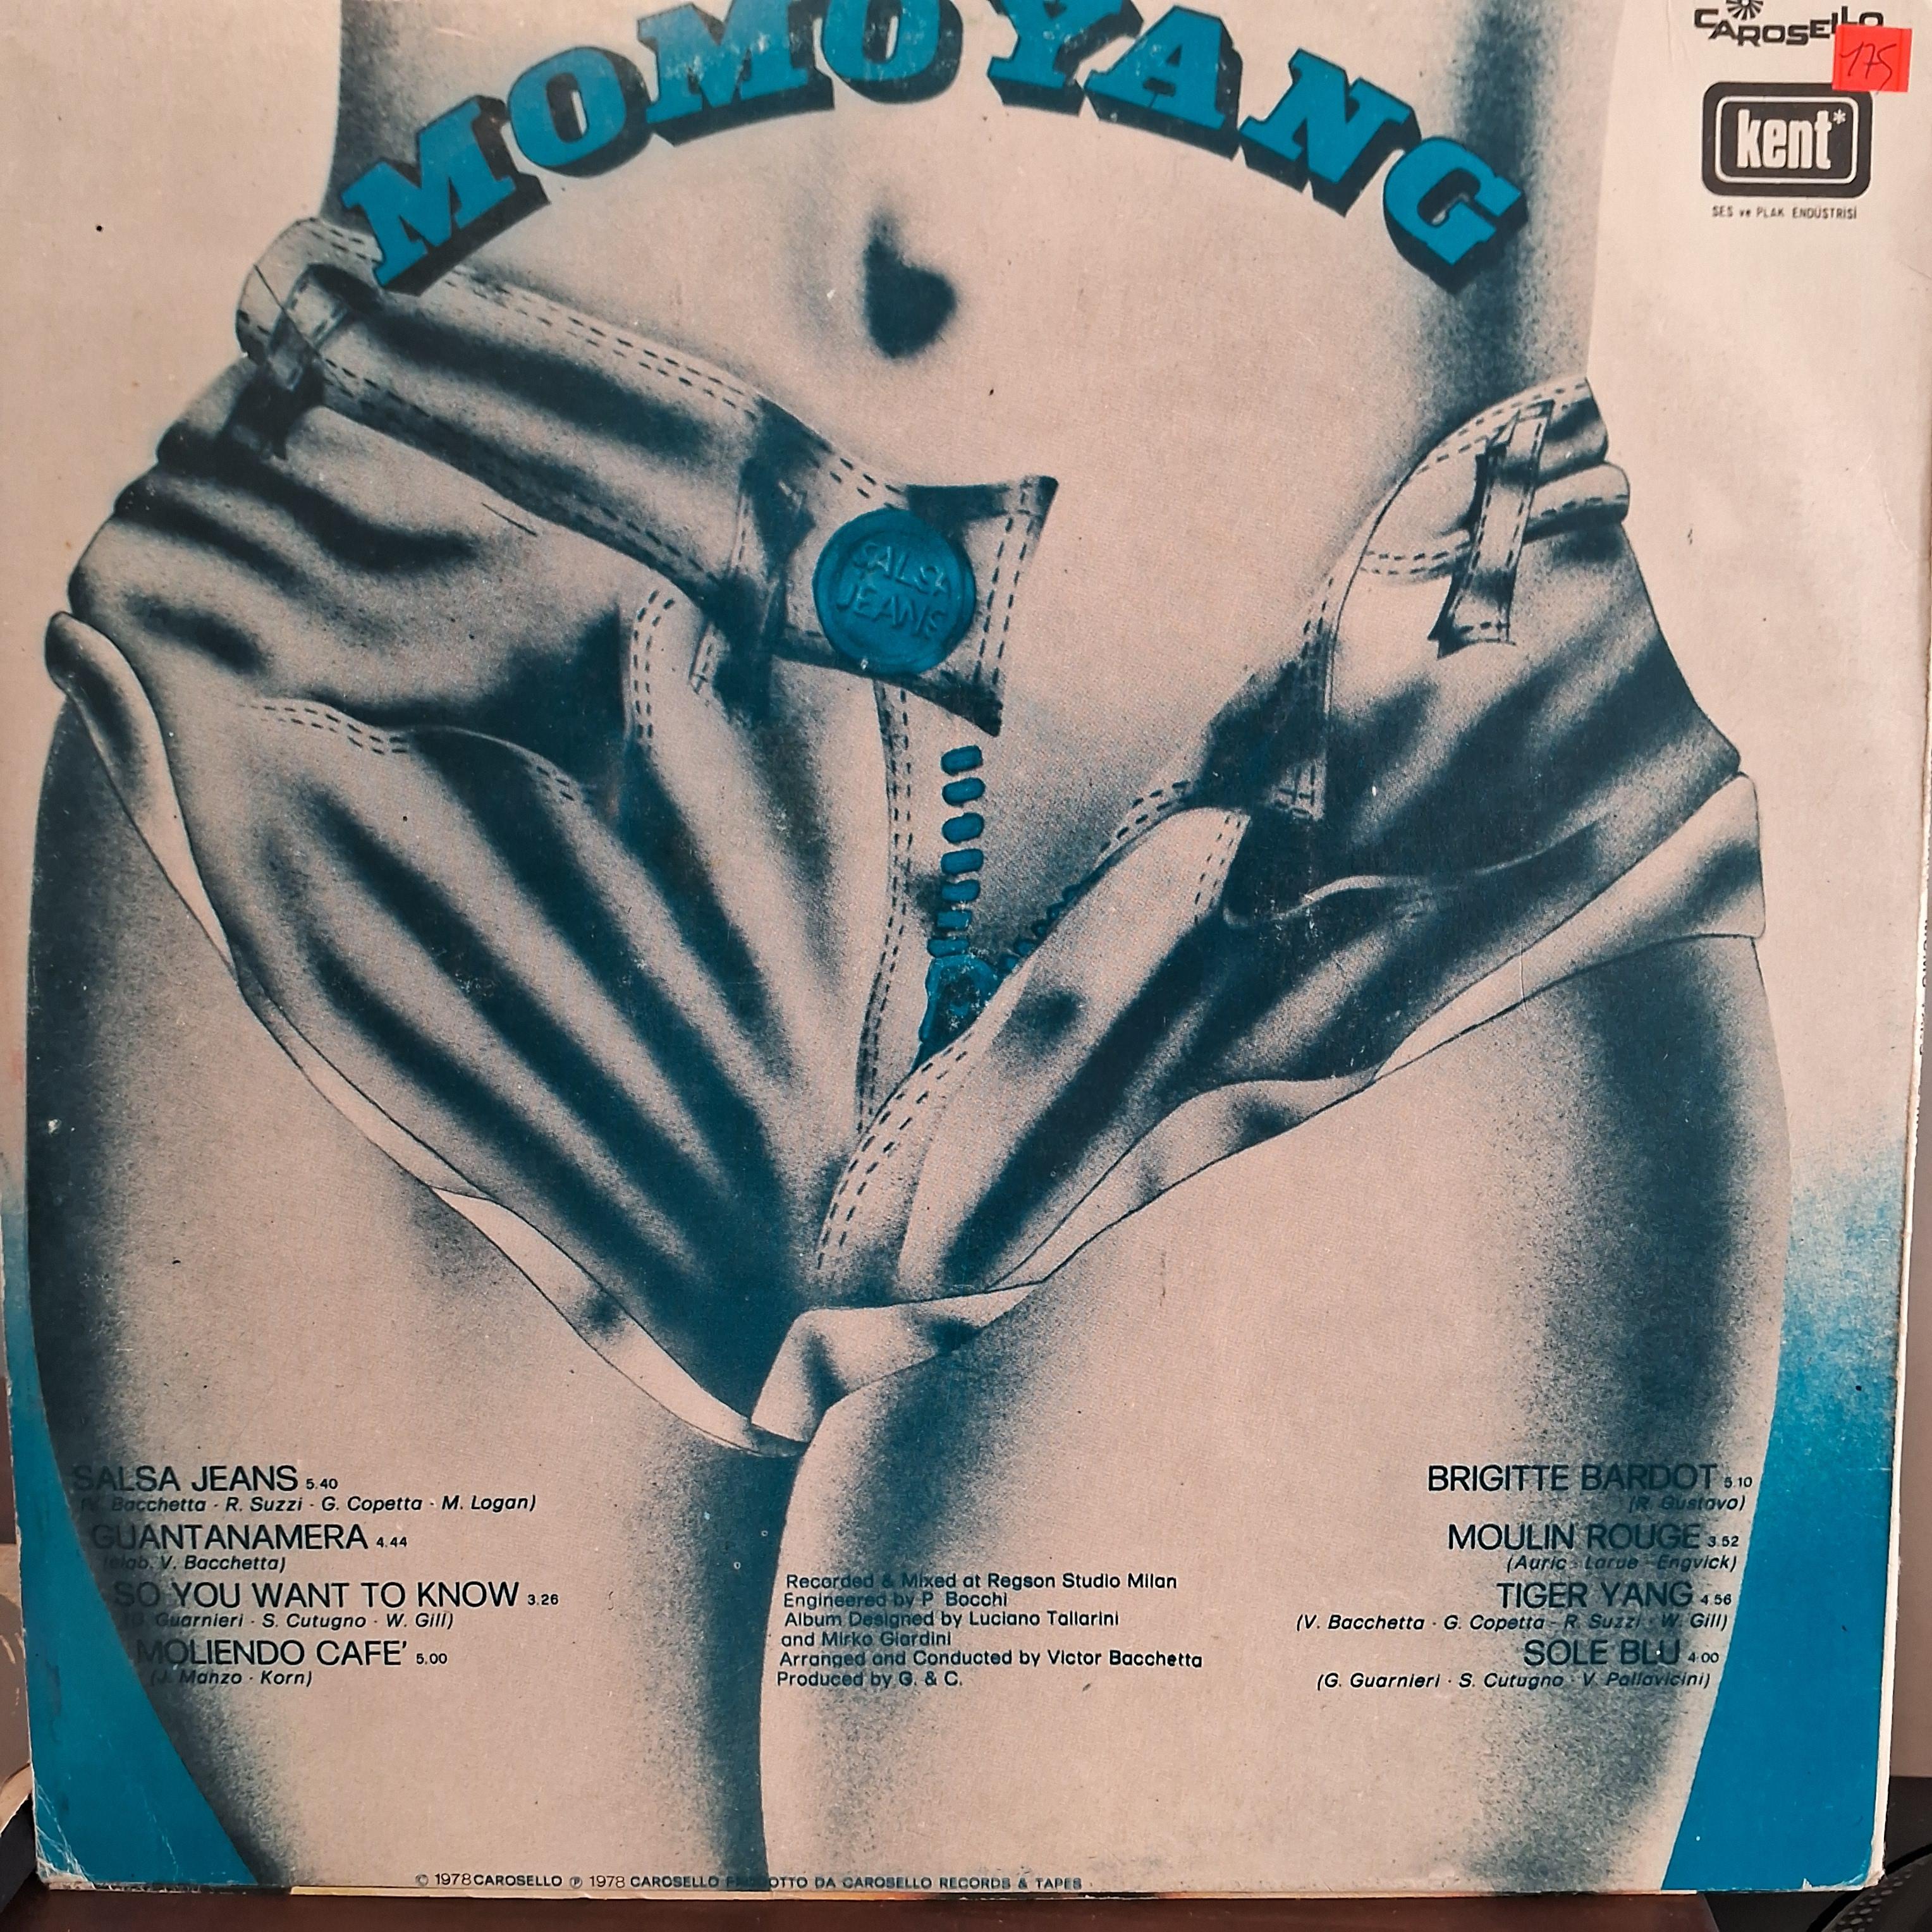 MOMO YANG
CAROSELLO
175
kent*
SES ve PLAK ENDÜSTRİSİ
SALSA
JEANS
SALSA JEANS 5.40
(V. Bacchetta - R. Suzzi - G. Copetta - M. Logan)
GUANTANAMERA 4.44
(elab. V. Bacchetta)
SO YOU WANT TO KNOW 3.26
(G. Guarnieri - S. Cutugno - W. Gill)
MOLIENDO CAFE' 5.00
(J. Manzo - Korn)
Recorded & Mixed at Regson Studio Milan
Engineered by P. Bocchi
Album Designed by Luciano Tallarini
and Mirko Giardini
Arranged and Conducted by Victor Bacchetta
Produced by G. & C.
BRIGITTE BARDOT 5.10
(R. Gustavo)
MOULIN ROUGE 3.52
(Auric - Larue - Engvick)
TIGER YANG 4.56
(V. Bacchetta - G. Copetta - R. Suzzi - W. Gill)
SOLE BLU 4.00
(G. Guarnieri - S. Cutugno - V. Pallavicini)
© 1978 CAROSELLO ℗ 1978 CAROSELLO PRODOTTO DA CAROSELLO RECORDS & TAPES